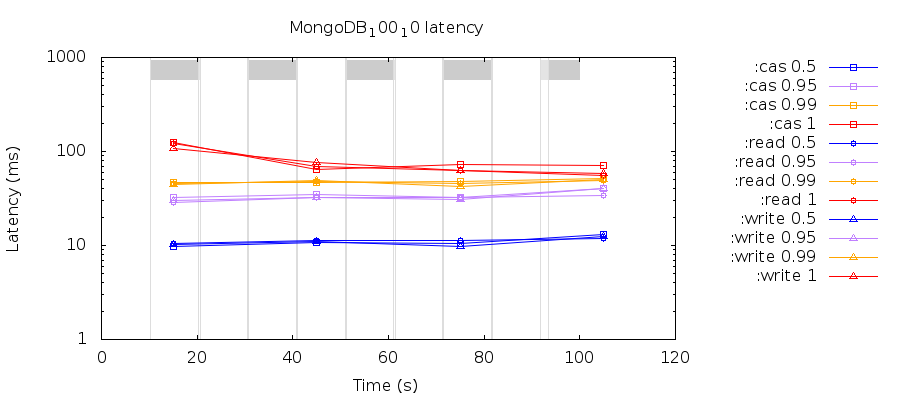 MongoDB₁00₁0 latency
Latency (ms)
1000
100
10
1
0 20 40 60 80 100 120
Time (s)
:cas 0.5
:cas 0.95
:cas 0.99
:cas 1
:read 0.5
:read 0.95
:read 0.99
:read 1
:write 0.5
:write 0.95
:write 0.99
:write 1